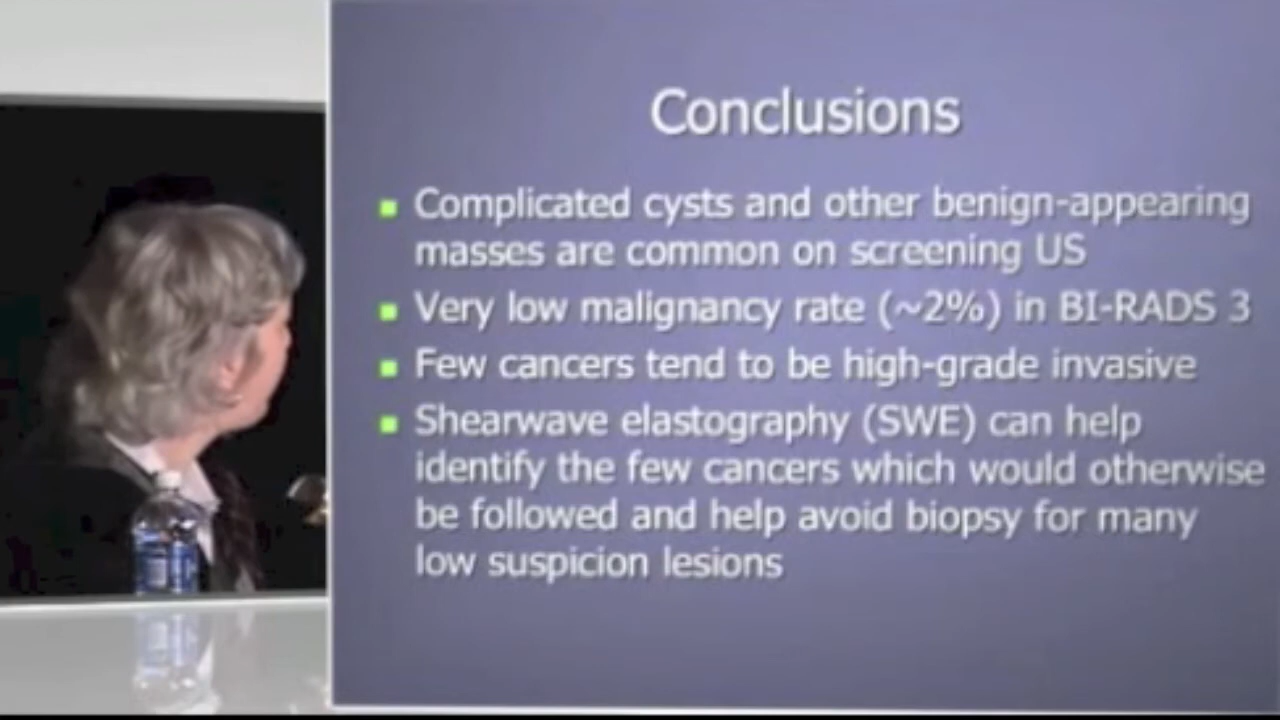 Conclusions
Complicated cysts and other benign-appearing
masses are common on screening US
Very low malignancy rate (~2%) in BI-RADS 3
Few cancers tend to be high-grade invasive
Shearwave elastography (SWE) can help
identify the few cancers which would otherwise
be followed and help avoid biopsy for many
low suspicion lesions